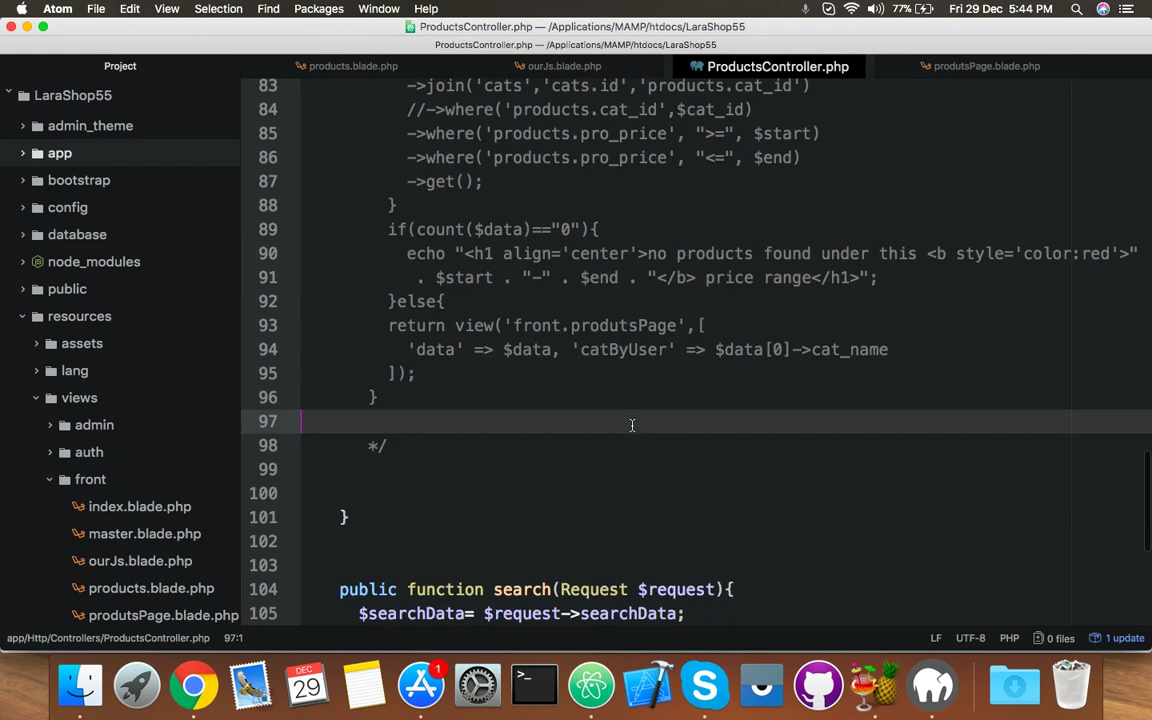 Atom File Edit View Selection Find Packages Window Help 77% Fri 29 Dec 5:44 PM
ProductsController.php — /Applications/MAMP/htdocs/LaraShop55
ProductsController.php — /Applications/MAMP/htdocs/LaraShop55
Project products.blade.php ourJs.blade.php ProductsController.php produtsPage.blade.php
LaraShop55
admin_theme
app
bootstrap
config
database
node_modules
public
resources
assets
lang
views
admin
auth
front
index.blade.php
master.blade.php
ourJs.blade.php
products.blade.php
produtsPage.blade.php
83 ->join('cats','cats.id','products.cat_id')
84 //->where('products.cat_id',$cat_id)
85 ->where('products.pro_price', ">=", $start)
86 ->where('products.pro_price', "<=", $end)
87 ->get();
88 }
89 if(count($data)=="0"){
90 echo "<h1 align='center'>no products found under this <b style='color:red'>"
91 . $start . "-" . $end . "</b> price range</h1>";
92 }else{
93 return view('front.produtsPage',[
94 'data' => $data, 'catByUser' => $data[0]->cat_name
95 ]);
96 }
97
98 */
99
100
101 }
102
103
104 public function search(Request $request){
105 $searchData= $request->searchData;
app/Http/Controllers/ProductsController.php 97:1 LF UTF-8 PHP 0 files 1 update
DEC
29
1
>_